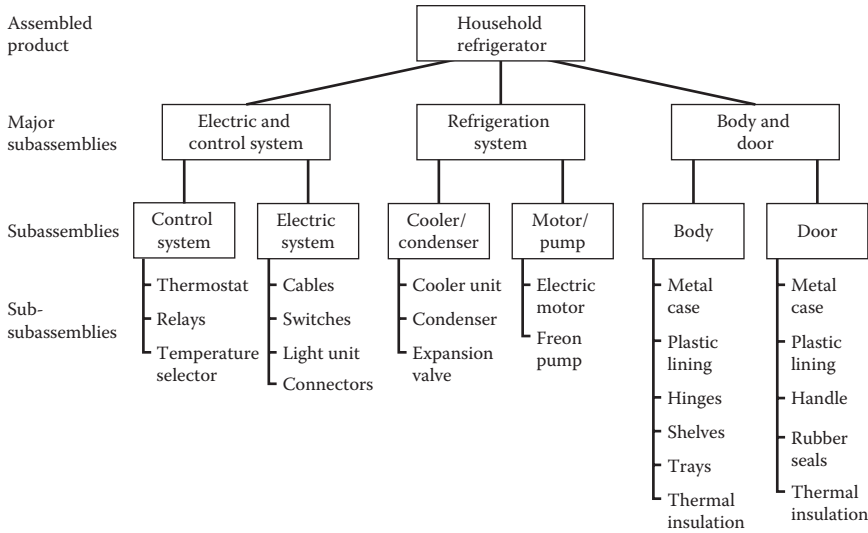 Assembled
product
Household
refrigerator
Major
subassemblies
Electric and
control system
Refrigeration
system
Body and
door
Subassemblies
Control
system
Electric
system
Cooler/
condenser
Motor/
pump
Body
Door
Sub-
subassemblies
Thermostat
Relays
Temperature
selector
Cables
Switches
Light unit
Connectors
Cooler unit
Condenser
Expansion
valve
Electric
motor
Freon
pump
Metal
case
Plastic
lining
Hinges
Shelves
Trays
Thermal
insulation
Metal
case
Plastic
lining
Handle
Rubber
seals
Thermal
insulation